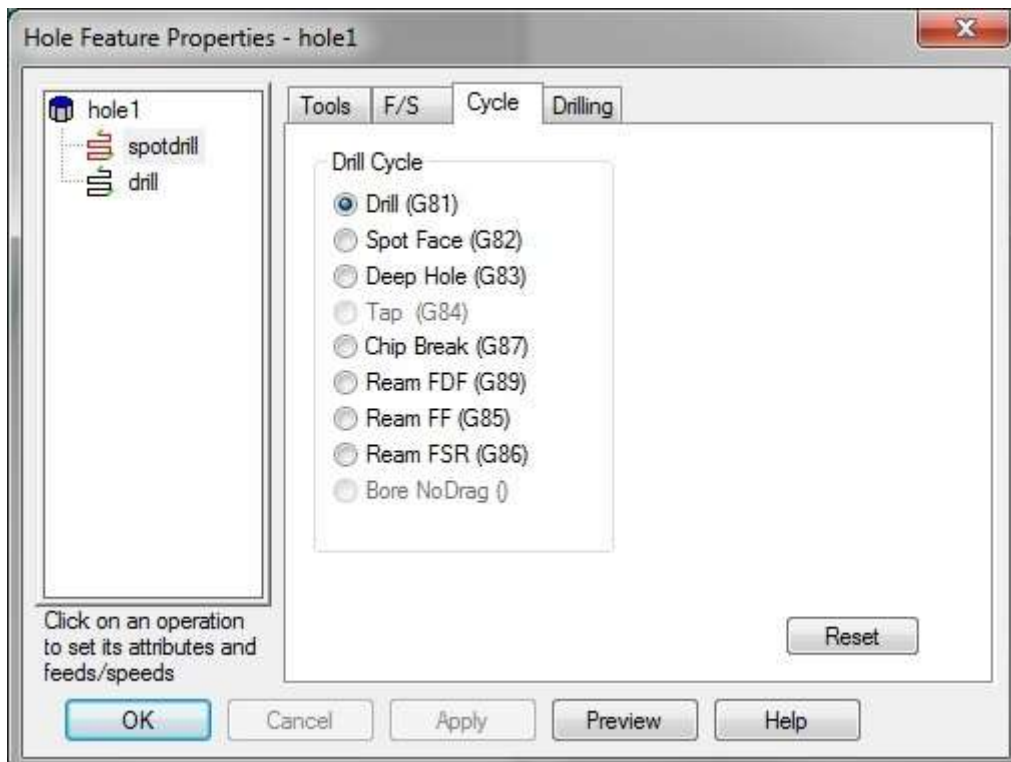 Hole Feature Properties - hole1
hole1
spotdrill
drill
Click on an operation
to set its attributes and
feeds/speeds
Tools F/S Cycle Drilling
Drill Cycle
Drill (G81)
Spot Face (G82)
Deep Hole (G83)
Tap (G84)
Chip Break (G87)
Ream FDF (G89)
Ream FF (G85)
Ream FSR (G86)
Bore NoDrag ()
Reset
OK Cancel Apply Preview Help